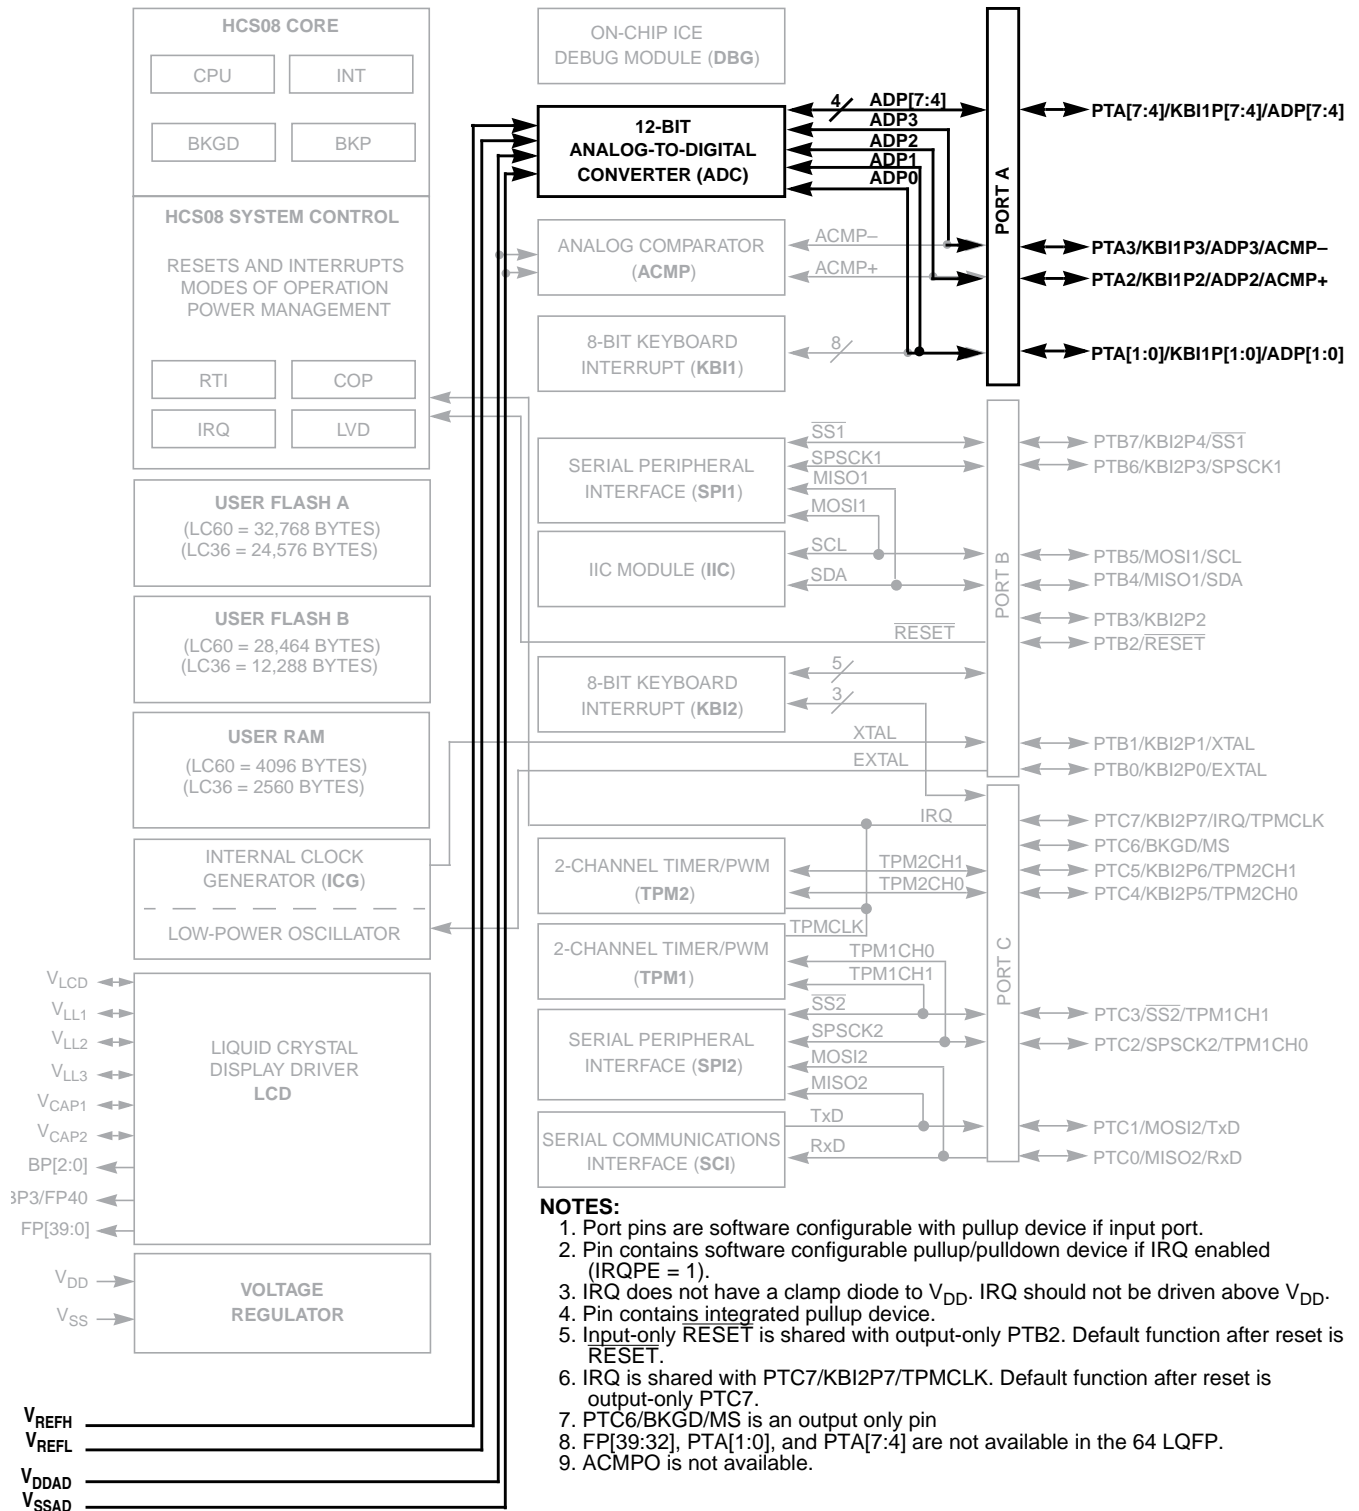 HCS08 CORE
CPU
INT
BKGD
BKP
HCS08 SYSTEM CONTROL
RESETS AND INTERRUPTS
MODES OF OPERATION
POWER MANAGEMENT
RTI
COP
IRQ
LVD
USER FLASH A
(LC60 = 32,768 BYTES)
(LC36 = 24,576 BYTES)
USER FLASH B
(LC60 = 28,464 BYTES)
(LC36 = 12,288 BYTES)
USER RAM
(LC60 = 4096 BYTES)
(LC36 = 2560 BYTES)
INTERNAL CLOCK
GENERATOR (ICG)
LOW-POWER OSCILLATOR
VLCD
VLL1
VLL2
VLL3
VCAP1
VCAP2
BP[2:0]
BP3/FP40
FP[39:0]
LIQUID CRYSTAL
DISPLAY DRIVER
LCD
VDD
VSS
VOLTAGE
REGULATOR
VREFH
VREFL
VDDAD
VSSAD
ON-CHIP ICE
DEBUG MODULE (DBG)
12-BIT
ANALOG-TO-DIGITAL
CONVERTER (ADC)
4
ADP[7:4]
ADP3
ADP2
ADP1
ADP0
ANALOG COMPARATOR
(ACMP)
ACMP–
ACMP+
8-BIT KEYBOARD
INTERRUPT (KBI1)
8
SERIAL PERIPHERAL
INTERFACE (SPI1)
SS1
SPSCK1
MISO1
MOSI1
IIC MODULE (IIC)
SCL
SDA
RESET
8-BIT KEYBOARD
INTERRUPT (KBI2)
5
3
XTAL
EXTAL
IRQ
2-CHANNEL TIMER/PWM
(TPM2)
TPM2CH1
TPM2CH0
TPMCLK
2-CHANNEL TIMER/PWM
(TPM1)
TPM1CH0
TPM1CH1
SERIAL PERIPHERAL
INTERFACE (SPI2)
SS2
SPSCK2
MOSI2
MISO2
SERIAL COMMUNICATIONS
INTERFACE (SCI)
TxD
RxD
PORT A
PORT B
PORT C
PTA[7:4]/KBI1P[7:4]/ADP[7:4]
PTA3/KBI1P3/ADP3/ACMP–
PTA2/KBI1P2/ADP2/ACMP+
PTA[1:0]/KBI1P[1:0]/ADP[1:0]
PTB7/KBI2P4/SS1
PTB6/KBI2P3/SPSCK1
PTB5/MOSI1/SCL
PTB4/MISO1/SDA
PTB3/KBI2P2
PTB2/RESET
PTB1/KBI2P1/XTAL
PTB0/KBI2P0/EXTAL
PTC7/KBI2P7/IRQ/TPMCLK
PTC6/BKGD/MS
PTC5/KBI2P6/TPM2CH1
PTC4/KBI2P5/TPM2CH0
PTC3/SS2/TPM1CH1
PTC2/SPSCK2/TPM1CH0
PTC1/MOSI2/TxD
PTC0/MISO2/RxD
NOTES:
1. Port pins are software configurable with pullup device if input port.
2. Pin contains software configurable pullup/pulldown device if IRQ enabled
(IRQPE = 1).
3. IRQ does not have a clamp diode to VDD. IRQ should not be driven above VDD.
4. Pin contains integrated pullup device.
5. Input-only RESET is shared with output-only PTB2. Default function after reset is
RESET.
6. IRQ is shared with PTC7/KBI2P7/TPMCLK. Default function after reset is
output-only PTC7.
7. PTC6/BKGD/MS is an output only pin
8. FP[39:32], PTA[1:0], and PTA[7:4] are not available in the 64 LQFP.
9. ACMPO is not available.